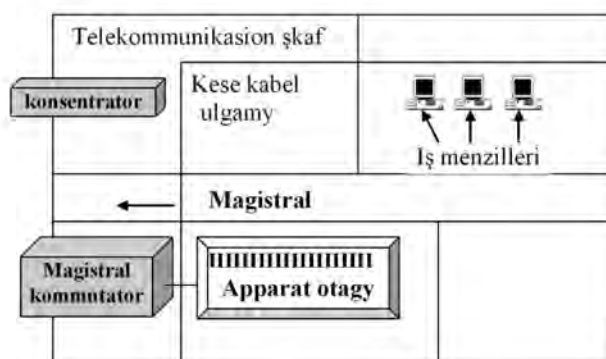 Telekommunikasion şkaf
konsentrator
Kese kabel
ulgamy
Iş menzilleri
Magistral
Magistral
kommutator
Apparat otagy